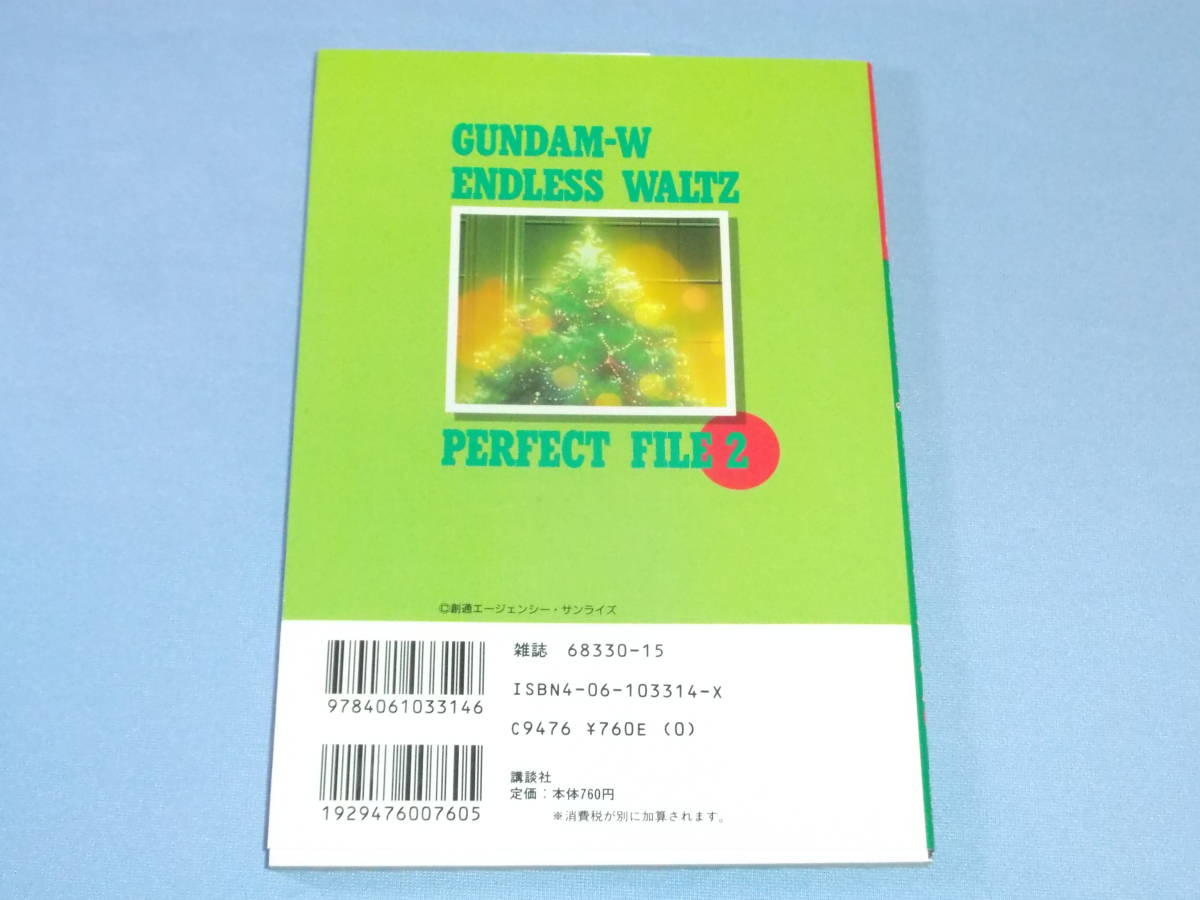 GUNDAM-W
ENDLESS WALTZ
PERFECT FILE 2
©創通エージェンシー・サンライズ
9784061033146
雑誌 68330-15
ISBN4-06-103314-X
C9476 ¥760E (0)
1929476007605
講談社
定価：本体760円
※消費税が別に加算されます。